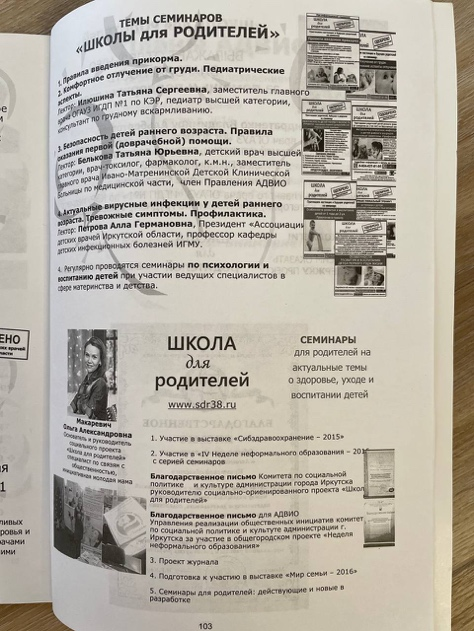 ТЕМЫ СЕМИНАРОВ
«ШКОЛЫ для РОДИТЕЛЕЙ»
1. Правила введения прикорма.
2. Комфортное отлучение от груди. Педиатрические
аспекты.
Лектор: Илюшина Татьяна Сергеевна, заместитель главного
врача ОГАУЗ ИГДП №1 по КЭР, педиатр высшей категории,
консультант по грудному вскармливанию.
3. Безопасность детей раннего возраста. Правила
оказания первой (доврачебной) помощи.
Лектор: Белькова Татьяна Юрьевна, детский врач высшей
категории, врач-токсилог, фармаколог, к.м.н., заместитель
главного врача Ивано-Матренинской Детской Клинической
Больницы по медицинской части, член Правления АДВИО
4. Актуальные вирусные инфекции у детей раннего
возраста. Тревожные симптомы. Профилактика.
Лектор: Петрова Алла Германовна, Президент «Ассоциации
детских врачей Иркутской области, профессор кафедры
детских инфекционных болезней ИГМУ.
4. Регулярно проводятся семинары по психологии и
воспитанию детей при участии ведущих специалистов в
сфере материнства и детства.
ШКОЛА
для
родителей
www.sdr38.ru
СЕМИНАРЫ
для родителей на
актуальные темы
о здоровье, уходе и
воспитании детей
Макаревич
Ольга Александровна
Основатель и руководитель
социального проекта
«Школа для родителей»
специалист по связям с
общественностью,
инициативная молодая мама
1. Участие в выставке «Сибздравоохранение – 2015»
2. Участие в «IV Неделе неформального образования –
с серией семинаров
Благодарственное письмо Комитета по социальной
политике и культуре администрации города Иркутска
руководителю социально-ориенированного проекта «Школа
для родителей»
Благодарственное письмо для АДВИО
Управления реализации общественных инициатив комитета
по социальной политике и культуре администрации г.
Иркутска за участие в общегородском проекте «Неделя
неформального образования»
3. Проект журнала
4. Подготовка к участию в выставке «Мир семьи – 2016»
5. Семинары для родителей: действующие и новые в
разработке
103